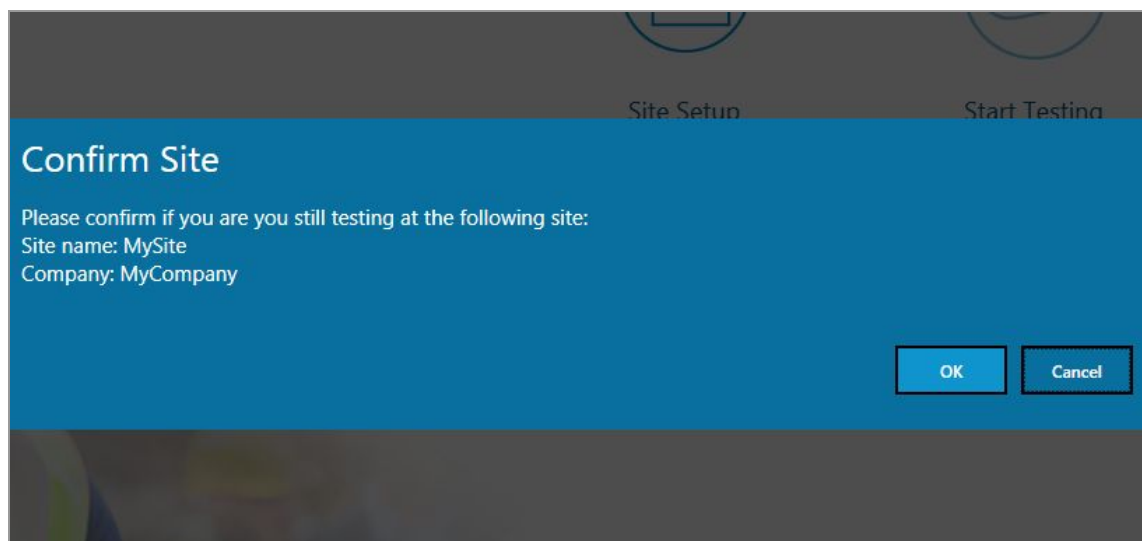 Site Setup
Start Testing
Confirm Site
Please confirm if you are you still testing at the following site:
Site name: MySite
Company: MyCompany
OK
Cancel